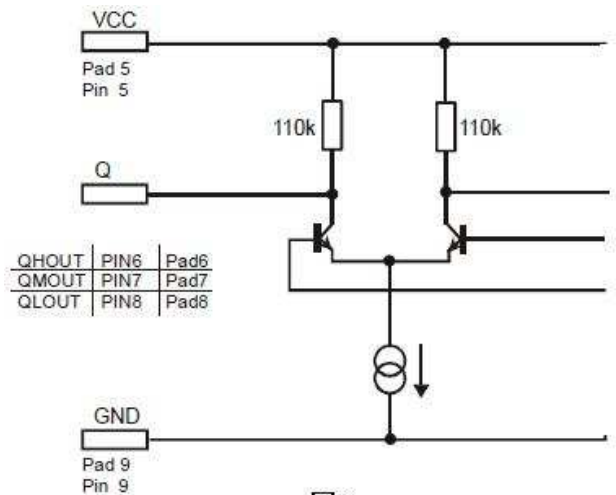 VCC
Pad 5
Pin 5
110k
110k
Q
QHOUT PIN6 Pad6
QMOUT PIN7 Pad7
QLOUT PIN8 Pad8
GND
Pad 9
Pin 9